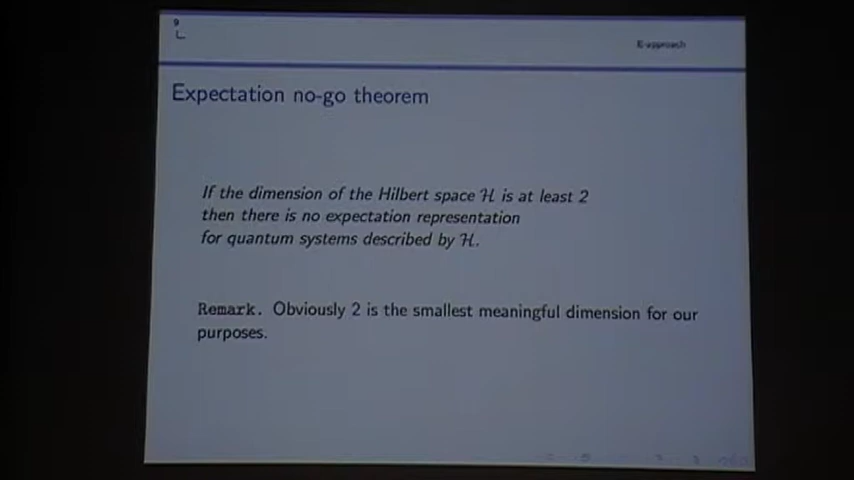 9
E-approach
Expectation no-go theorem
If the dimension of the Hilbert space ℋ is at least 2
then there is no expectation representation
for quantum systems described by ℋ.
Remark. Obviously 2 is the smallest meaningful dimension for our
purposes.